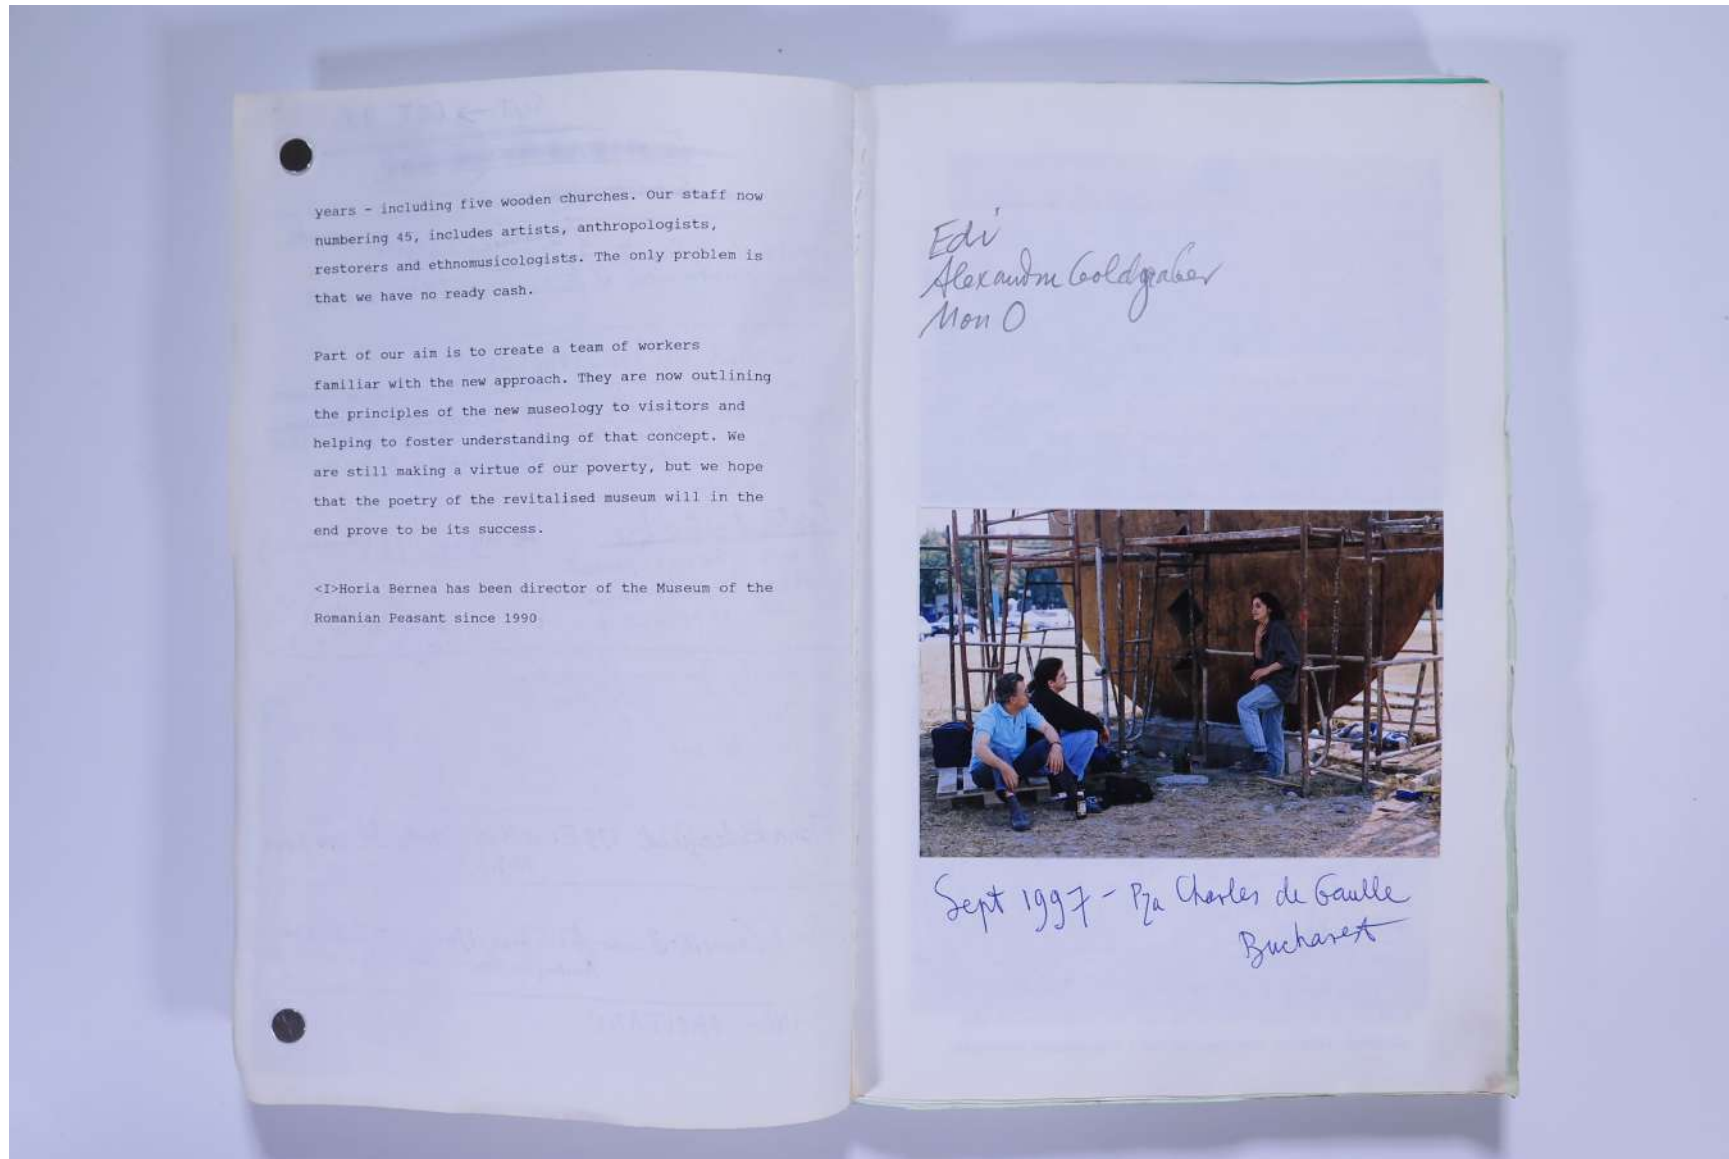 years - including five wooden churches. Our staff now
numbering 45, includes artists, anthropologists,
restorers and ethnomusicologists. The only problem is
that we have no ready cash.
Part of our aim is to create a team of workers
familiar with the new approach. They are now outlining
the principles of the new museology to visitors and
helping to foster understanding of that concept. We
are still making a virtue of our poverty, but we hope
that the poetry of the revitalised museum will in the
end prove to be its success.
<I>Horia Bernea has been director of the Museum of the
Romanian Peasant since 1990
Edi
Goldgraber
Sept 1997 - Pza Charles de Gaulle
Bucharest